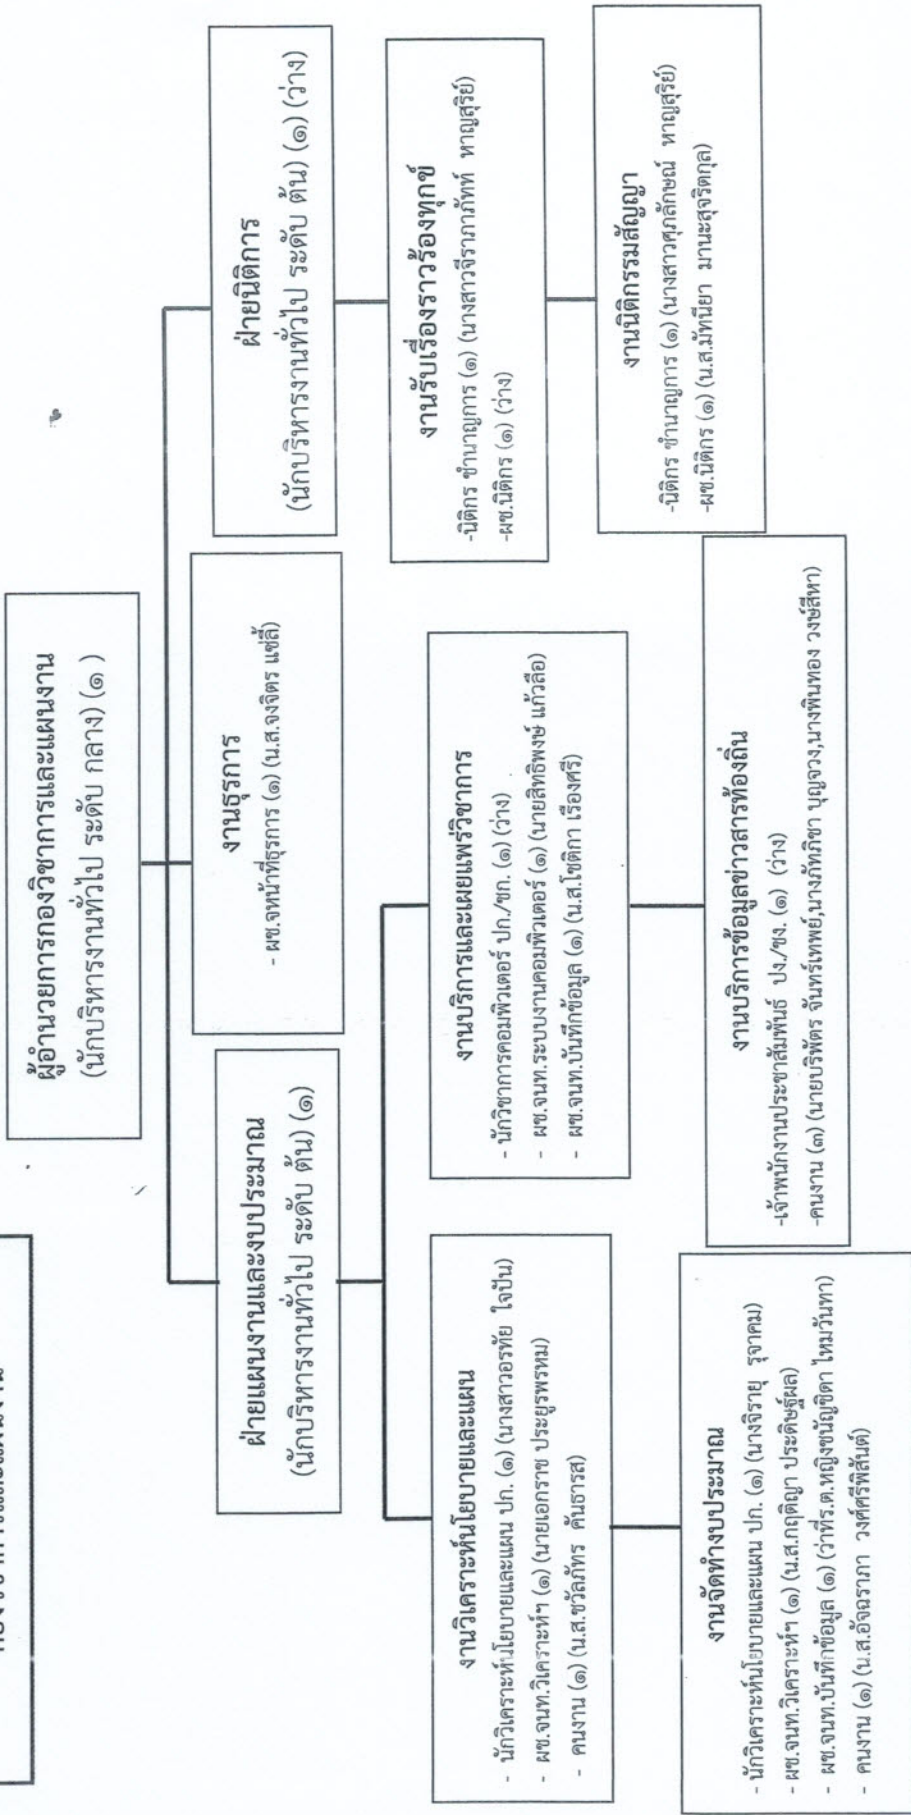 ผู้อำนวยการกองวิชาการและแผนงาน
(นักบริหารงานทั่วไป ระดับ กลาง) (๑ )
ฝ่ายแผนงานและงบประมาณ
(นักบริหารงานทั่วไป ระดับ ต้น) (๑)
งานธุรการ
- ผช.จหน้าที่ธุรการ (๑) (น.ส.จงจิตร แซ่ลี้)
ฝ่ายนิติการ
(นักบริหารงานทั่วไป ระดับ ต้น) (๑) (ว่าง)
งานวิเคราะห์นโยบายและแผน
- นักวิเคราะห์นโยบายและแผน ปก. (๑) (นางสาวอรทัย ใจปัน)
- ผช.จนท.วิเคราะห์ฯ (๑) (นายเอกราช ประยูรพรหม)
- คนงาน (๑) (น.ส.ชวัลภัทร คันธารส)
งานบริการและเผยแพร่วิชาการ
- นักวิชาการคอมพิวเตอร์ ปก./ชก. (๑) (ว่าง)
- ผช.จนท.ระบบงานคอมพิวเตอร์ (๑) (นายสิทธิพงษ์ แก้วลือ)
- ผช.จนท.บันทึกข้อมูล (๑) (น.ส.โชติกา เรืองศรี)
งานรับเรื่องราวร้องทุกข์
-นิติกร ชำนาญการ (๑) (นางสาวจีราภาภัทท์ หาญสุริย์)
-ผช.นิติกร (๑) (ว่าง)
งานจัดทำงบประมาณ
- นักวิเคราะห์นโยบายและแผน ปก. (๑) (นางจิรายุ รุจาคม)
- ผช.จนท.วิเคราะห์ฯ (๑) (น.ส.กฤติญา ประดิษฐ์ผล)
- ผช.จนท.บันทึกข้อมูล (๑) (ว่าที่ร.ต.หญิงชนัญชิดา ไหมวันทา)
- คนงาน (๑) (น.ส.อัจฉราภา วงศ์ศรีพิสันต์)
งานบริการข้อมูลข่าวสารท้องถิ่น
-เจ้าพนักงานประชาสัมพันธ์ ปง./ชง. (๑) (ว่าง)
-คนงาน (๓) (นายบริพัตร จันทร์เทพย์,นางภัทภิชา บุญจวง,นางพินทอง วงษ์สีหา)
งานนิติกรรมสัญญา
-นิติกร ชำนาญการ (๑) (นางสาวศุภลักษณ์ หาญสุริย์)
-ผช.นิติกร (๑) (น.ส.มัทนียา มานะสุจริตกุล)